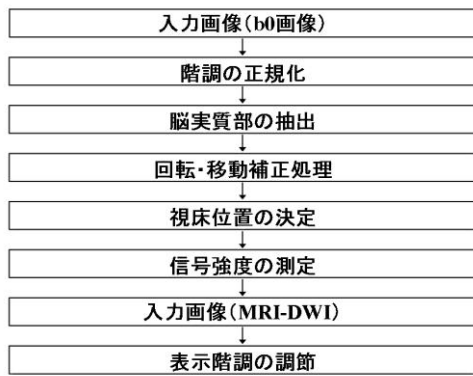 入力画像(b0画像)
階調の正規化
脳実質部の抽出
回転・移動補正処理
視床位置の決定
信号強度の測定
入力画像(MRI-DWI)
表示階調の調節